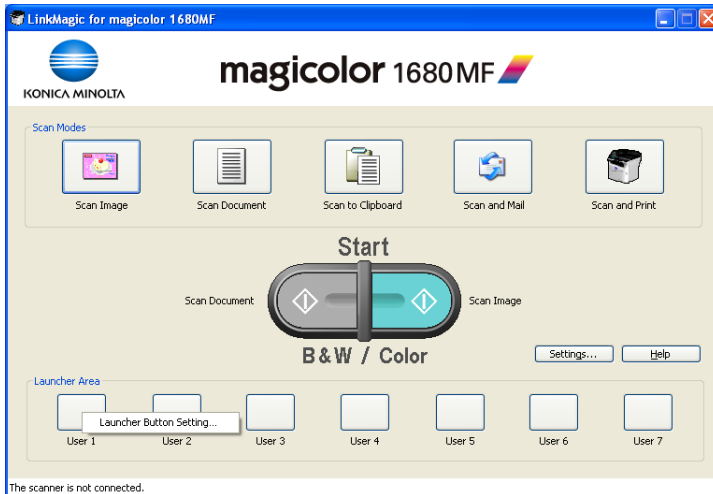 LinkMagic for magicolor 1680MF
KONICA MINOLTA
magicolor 1680MF
Scan Modes
Scan Image Scan Document Scan to Clipboard Scan and Mail Scan and Print
Start
Scan Document Scan Image
B&W / Color
Settings... Help
Launcher Area
Launcher Button Setting...
User 1 User 2 User 3 User 4 User 5 User 6 User 7
The scanner is not connected.